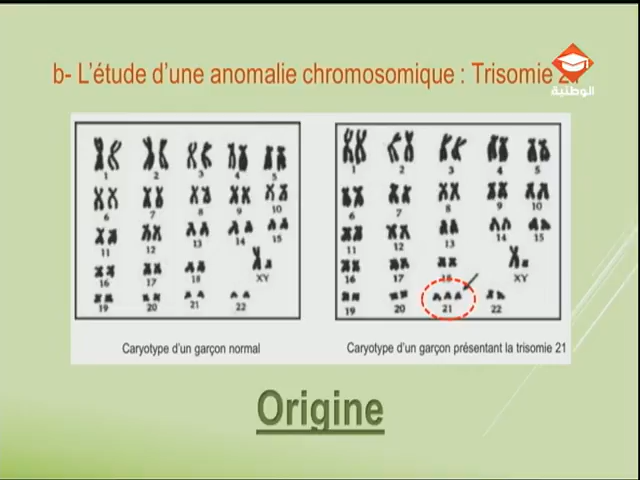 b- L'étude d'une anomalie chromosomique : Trisomie
الوطنية
1 2 3 4 5
6 7 8 9 10
11 12 13 14 15
16 17 18 XY
19 20 21 22
Caryotype d'un garçon normal
1 2 3 4 5
6 7 8 9 10
11 12 13 14 15
16 17 18 XY
19 20 21 22
Caryotype d'un garçon présentant la trisomie 21
Origine